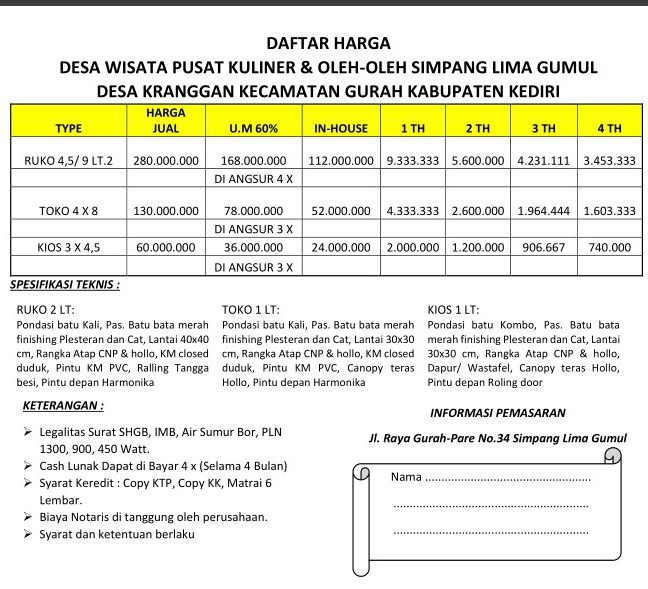 DAFTAR HARGA
DESA WISATA PUSAT KULINER & OLEH-OLEH SIMPANG LIMA GUMUL
DESA KRANGGAN KECAMATAN GURAH KABUPATEN KEDIRI
TYPE HARGA JUAL U.M 60% IN-HOUSE 1 TH 2 TH 3 TH 4 TH
RUKO 4,5/ 9 LT.2 280.000.000 168.000.000 112.000.000 9.333.333 5.600.000 4.231.111 3.453.333
DI ANGSUR 4 X
TOKO 4 X 8 130.000.000 78.000.000 52.000.000 4.333.333 2.600.000 1.964.444 1.603.333
DI ANGSUR 3 X
KIOS 3 X 4,5 60.000.000 36.000.000 24.000.000 2.000.000 1.200.000 906.667 740.000
DI ANGSUR 3 X
SPESIFIKASI TEKNIS :
RUKO 2 LT:
Pondasi batu Kali, Pas. Batu bata merah
finishing Plesteran dan Cat, Lantai 40x40
cm, Rangka Atap CNP & hollo, KM closed
duduk, Pintu KM PVC, Ralling Tangga
besi, Pintu depan Harmonika
TOKO 1 LT:
Pondasi batu Kali, Pas. Batu bata merah
finishing Plesteran dan Cat, Lantai 30x30
cm, Rangka Atap CNP & hollo, KM closed
duduk, Pintu KM PVC, Canopy teras
Hollo, Pintu depan Harmonika
KIOS 1 LT:
Pondasi batu Kombo, Pas. Batu bata
merah finishing Plesteran dan Cat, Lantai
30x30 cm, Rangka Atap CNP & hollo,
Dapur/ Wastafel, Canopy teras Hollo,
Pintu depan Roling door
KETERANGAN :
➢ Legalitas Surat SHGB, IMB, Air Sumur Bor, PLN
1300, 900, 450 Watt.
➢ Cash Lunak Dapat di Bayar 4 x (Selama 4 Bulan)
➢ Syarat Keredit : Copy KTP, Copy KK, Matrai 6
Lembar.
➢ Biaya Notaris di tanggung oleh perusahaan.
➢ Syarat dan ketentuan berlaku
INFORMASI PEMASARAN
Jl. Raya Gurah-Pare No.34 Simpang Lima Gumul
Nama ....................................................
.............................................................
.............................................................